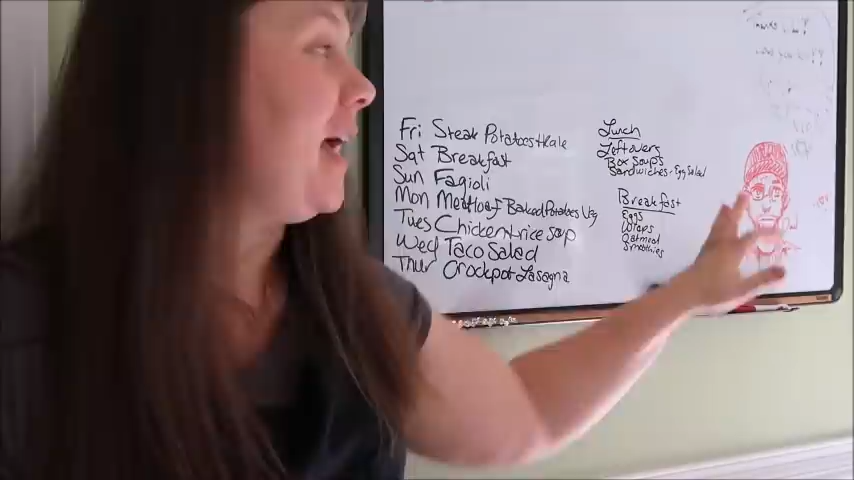 Fri Steak Potatoes + Kale
Sat Breakfast
Sun Fagioli
Mon Meatloaf Baked Potatoes Veg
Tues Chicken + rice soup
Wed Taco Salad
Thur Crockpot Lasagna
Lunch
Leftovers
Box Soups
Sandwiches - Egg Salad
Breakfast
Eggs
Wraps
Oatmeal
Smoothies